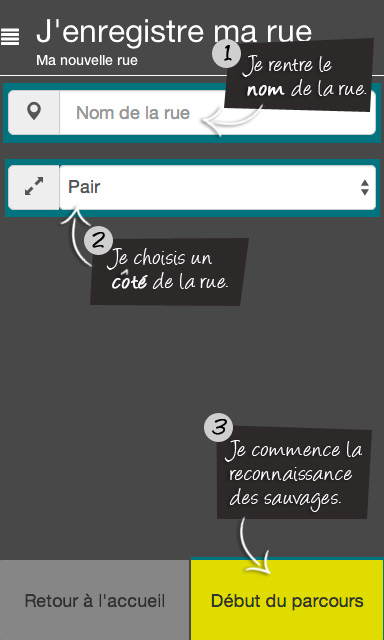 J'enregistre ma rue
Ma nouvelle rue
1
Je rentre le
nom de la rue.
Nom de la rue
Pair
2
Je choisis un
côté de la rue.
3
Je commence la
reconnaissance
des sauvages.
Retour à l'accueil
Début du parcours